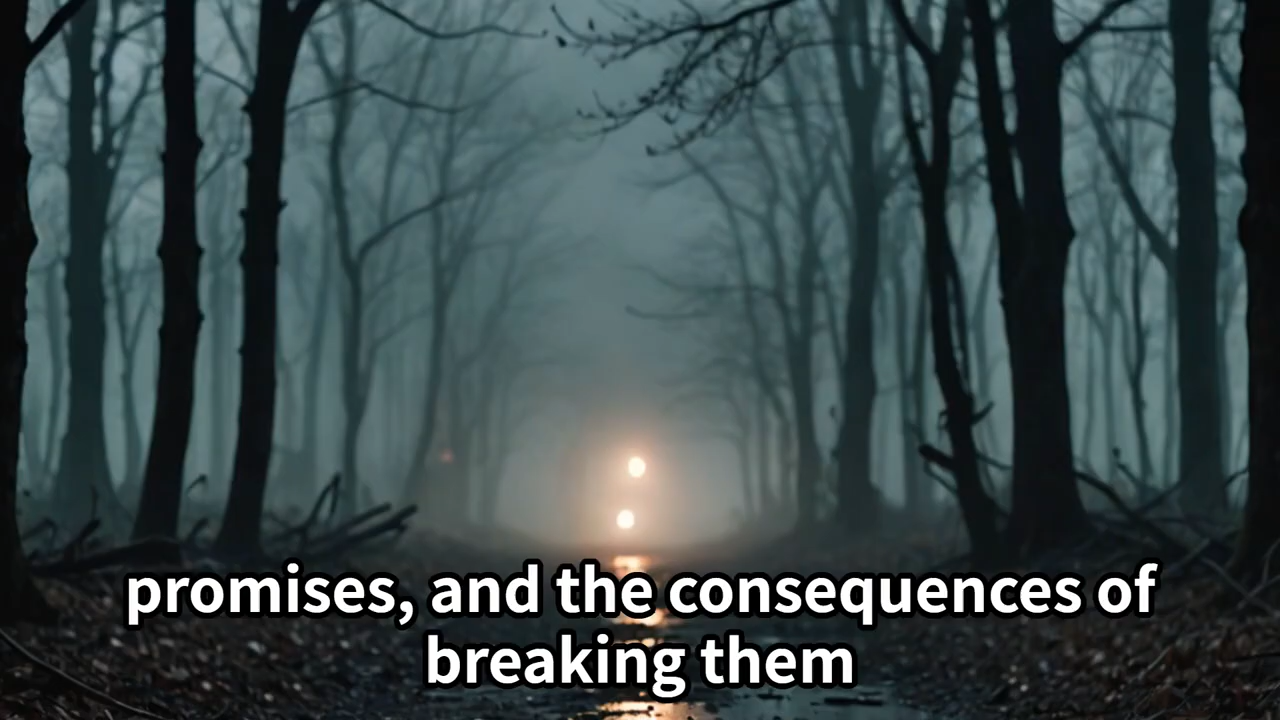 promises, and the consequences of
breaking them